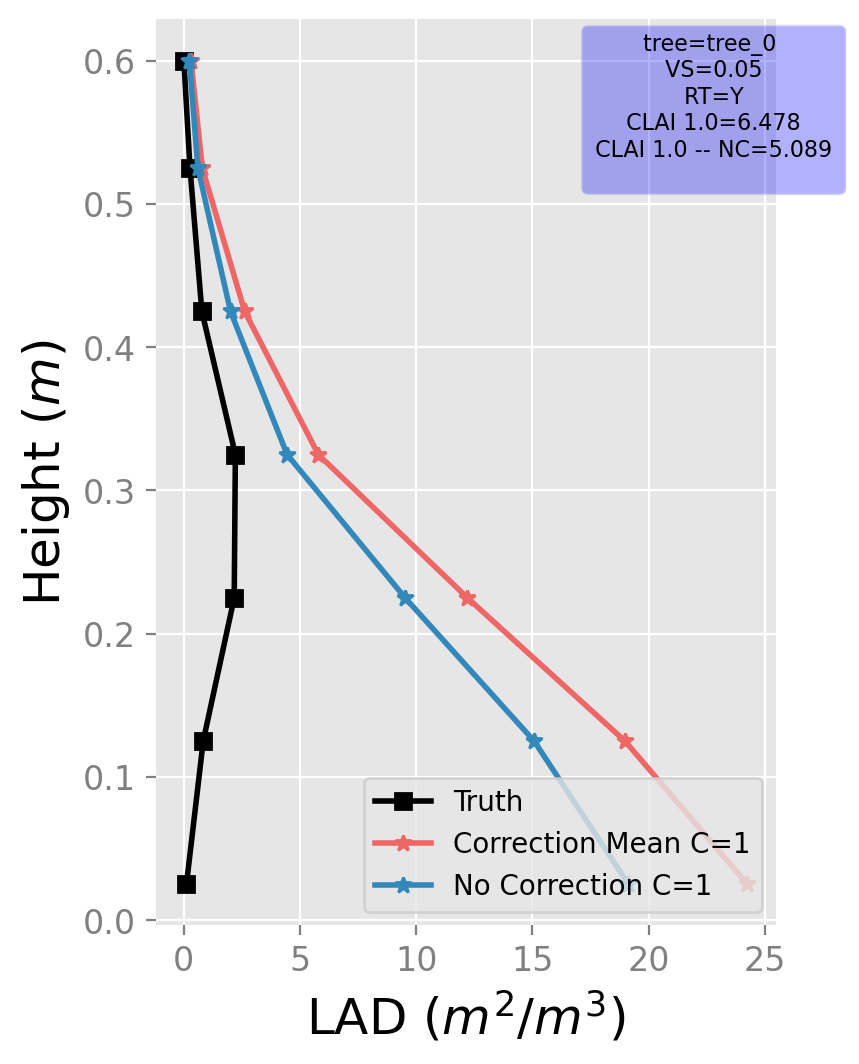 tree=tree_0
VS=0.05
RT=Y
CLAI 1.0=6.478
CLAI 1.0 -- NC=5.089
0.6
0.5
0.4
0.3
0.2
0.1
0.0
Height (m)
Truth
Correction Mean C=1
No Correction C=1
0 5 10 15 20 25
LAD (m²/m³)